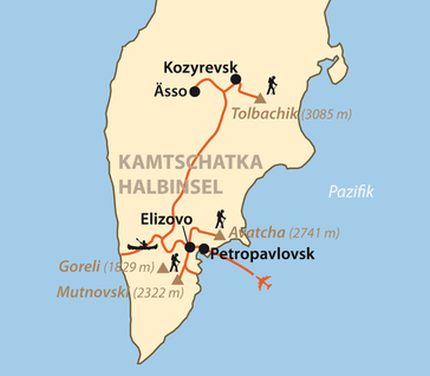 Kozyrevsk
Ässo
Tolbachik (3085 m)
KAMTSCHATKA
HALBINSEL
Pazifik
Elizovo
Avatcha (2741 m)
Petropavlovsk
Goreli (1829 m)
Mutnovski (2322 m)